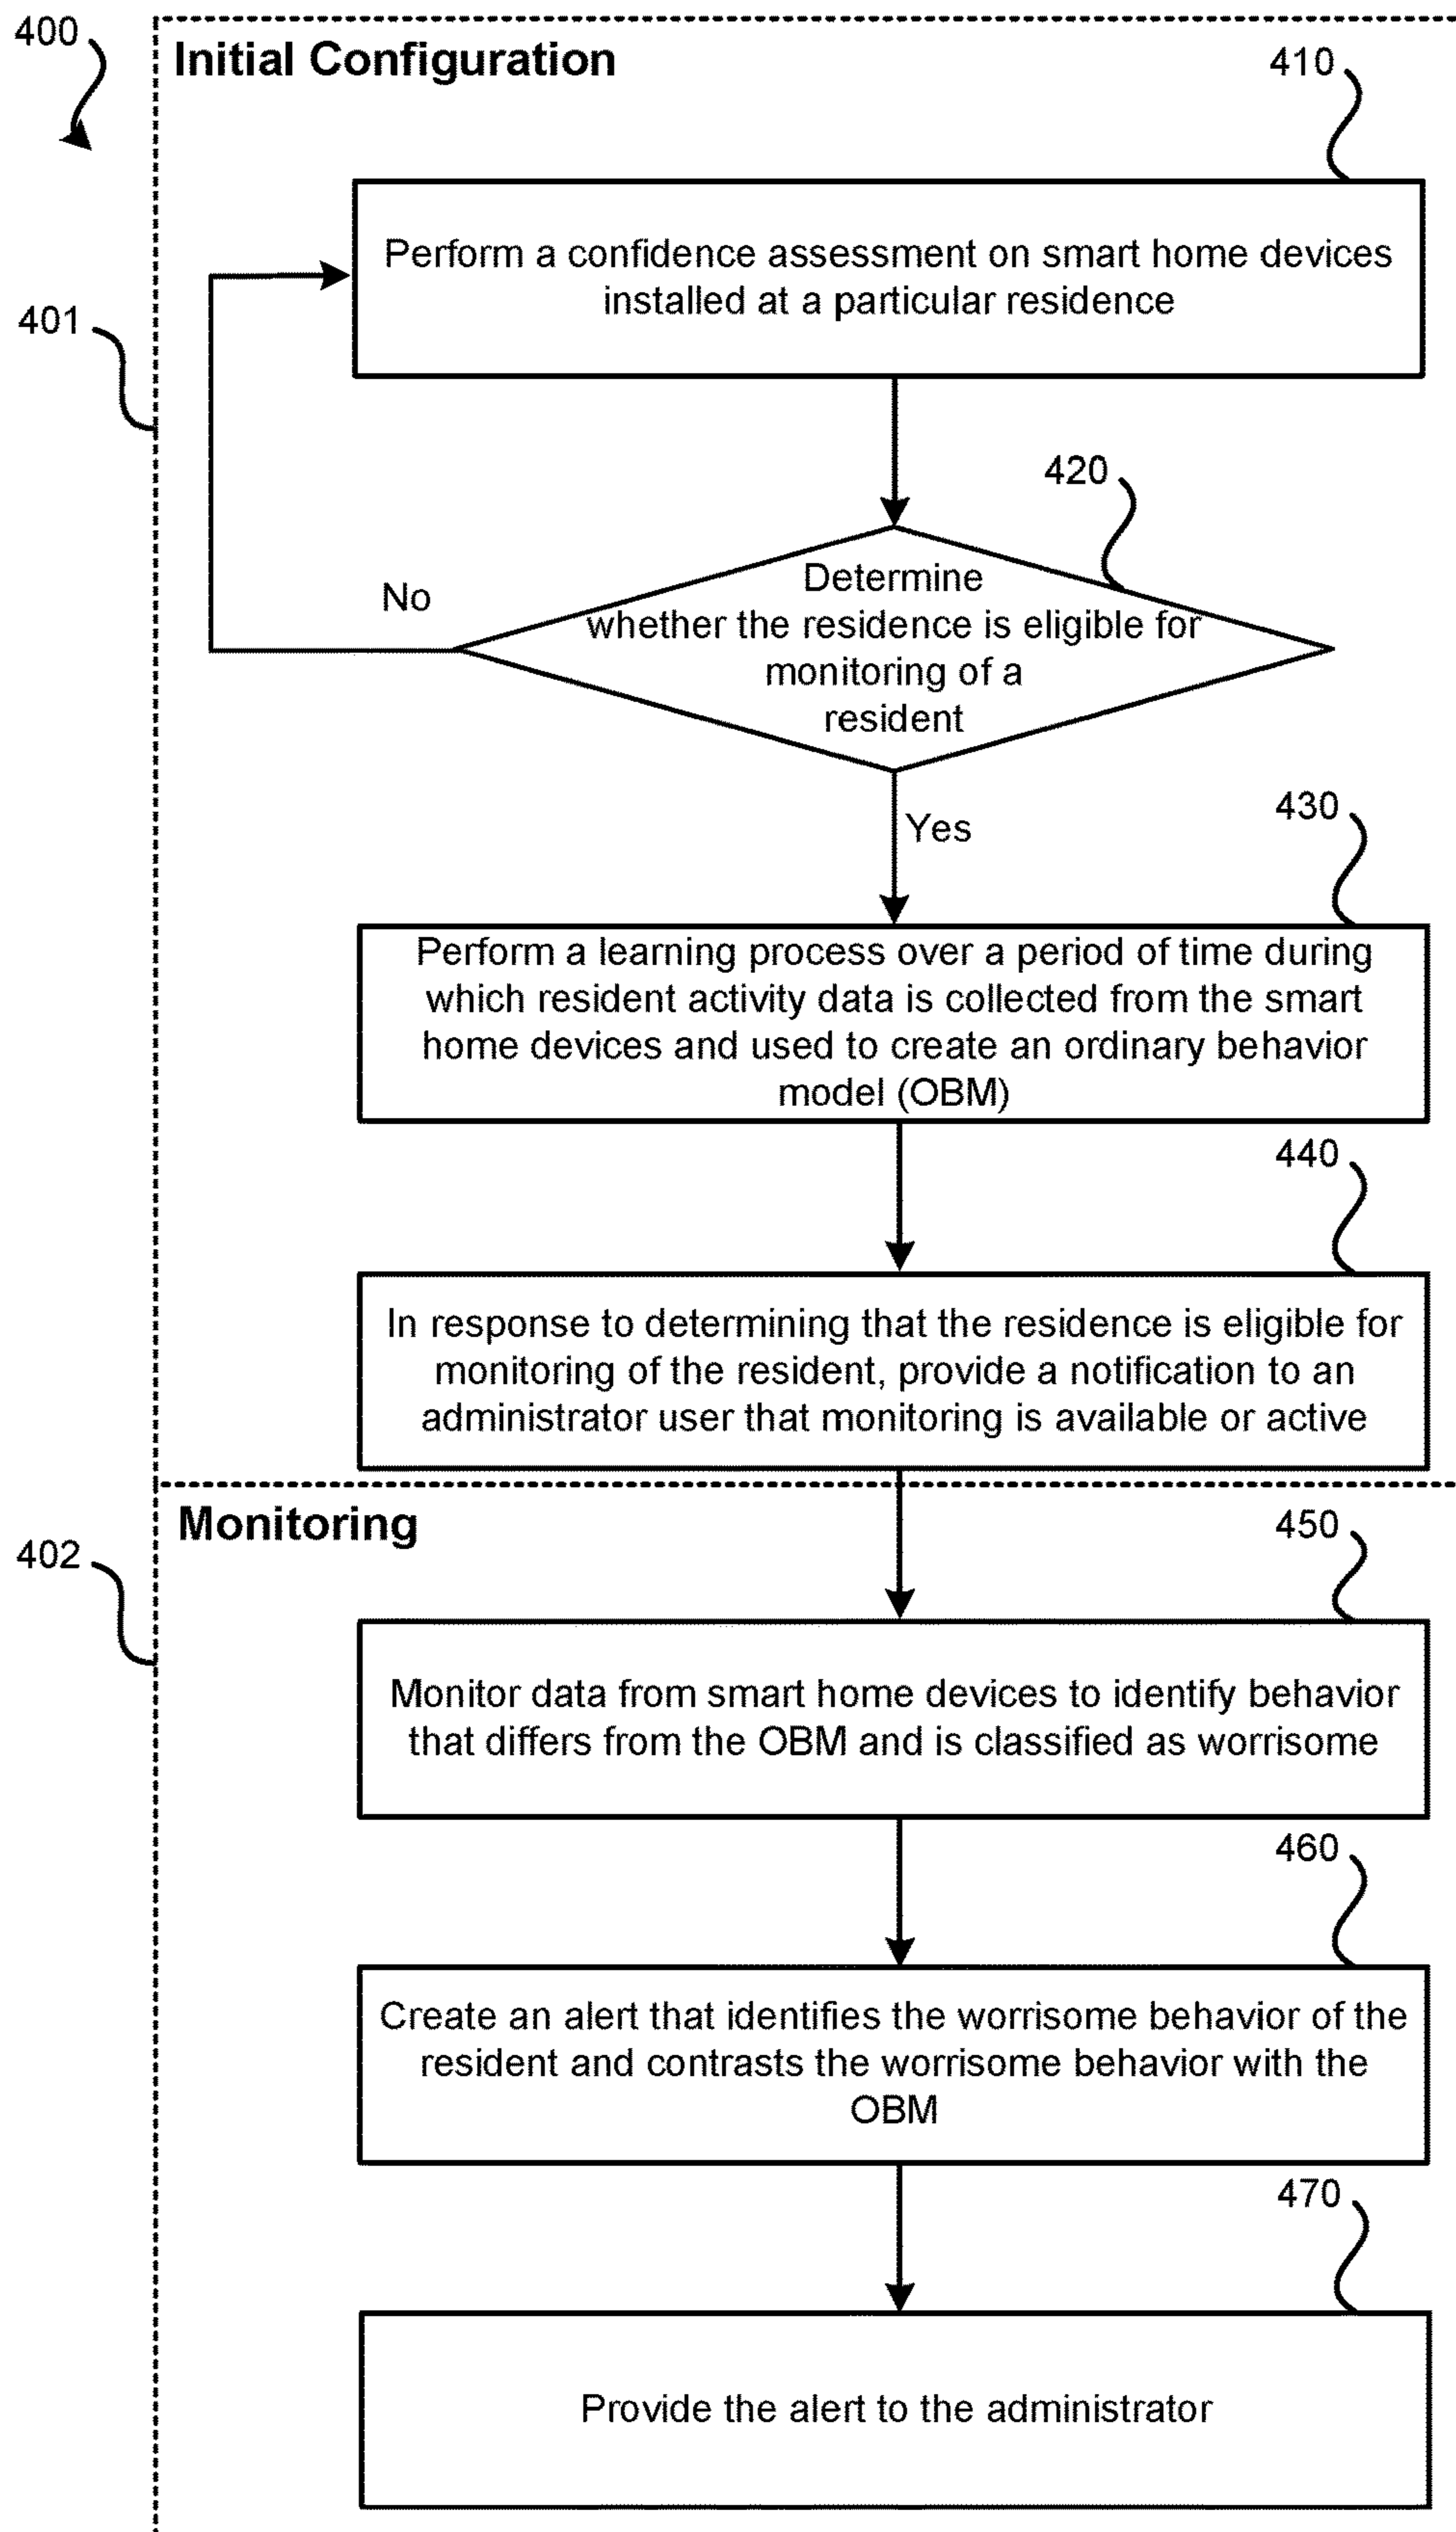 400
Initial Configuration
410
Perform a confidence assessment on smart home devices
installed at a particular residence
401
420
Determine
whether the residence is eligible for
monitoring of a
resident
No
Yes
430
Perform a learning process over a period of time during
which resident activity data is collected from the smart
home devices and used to create an ordinary behavior
model (OBM)
440
In response to determining that the residence is eligible for
monitoring of the resident, provide a notification to an
administrator user that monitoring is available or active
Monitoring
402
450
Monitor data from smart home devices to identify behavior
that differs from the OBM and is classified as worrisome
460
Create an alert that identifies the worrisome behavior of the
resident and contrasts the worrisome behavior with the
OBM
470
Provide the alert to the administrator